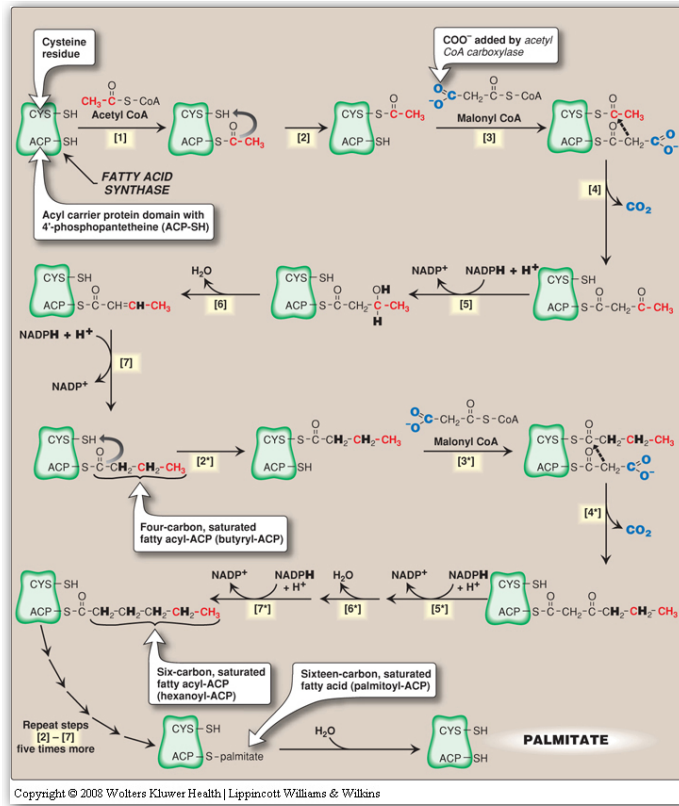 Cysteine
residue
COO⁻ added by acetyl
CoA carboxylase
CYS SH
ACP SH
O
CH₃-C-S-CoA
Acetyl CoA
[1]
CYS SH
O
ACP S-C-CH₃
[2]
O
CYS S-C-CH₃
ACP SH
O O
⁻O C-CH₂-C-S-CoA
Malonyl CoA
[3]
O
CYS S-C-CH₃
O
ACP S-C-CH₂-C O
O⁻
FATTY ACID
SYNTHASE
Acyl carrier protein domain with
4'-phosphopantetheine (ACP-SH)
[4]
CO₂
CYS SH
O
ACP S-C-CH=CH-CH₃
H₂O
[6]
CYS SH
O OH
ACP S-C-CH₂-C-CH₃
H
NADP⁺ NADPH + H⁺
[5]
CYS SH
O O
ACP S-C-CH₂-C-CH₃
NADPH + H⁺
[7]
NADP⁺
CYS SH
O
ACP S-C-CH₂-CH₂-CH₃
[2*]
O
CYS S-C-CH₂-CH₂-CH₃
ACP SH
O O
⁻O C-CH₂-C-S-CoA
Malonyl CoA
[3*]
O
CYS S-C-CH₂-CH₂-CH₃
O
ACP S-C-CH₂-C O
O⁻
Four-carbon, saturated
fatty acyl-ACP (butyryl-ACP)
[4*]
CO₂
CYS SH
O
ACP S-C-CH₂-CH₂-CH₂-CH₂-CH₃
NADP⁺ NADPH
+ H⁺
[7*]
H₂O
[6*]
NADP⁺ NADPH
+ H⁺
[5*]
CYS SH
O O
ACP S-C-CH₂-C-CH₂-CH₂-CH₃
Six-carbon, saturated
fatty acyl-ACP
(hexanoyl-ACP)
Sixteen-carbon, saturated
fatty acid (palmitoyl-ACP)
Repeat steps
[2] – [7]
five times more
CYS SH
ACP S-palmitate
H₂O
CYS SH
ACP SH
PALMITATE
Copyright © 2008 Wolters Kluwer Health | Lippincott Williams & Wilkins